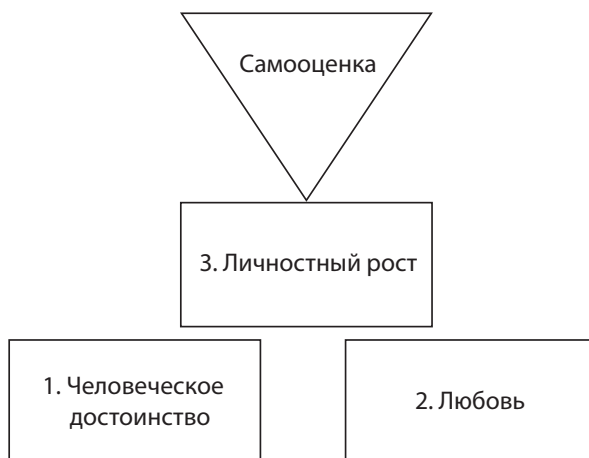 Самооценка
3. Личностный рост
1. Человеческое
достоинство
2. Любовь